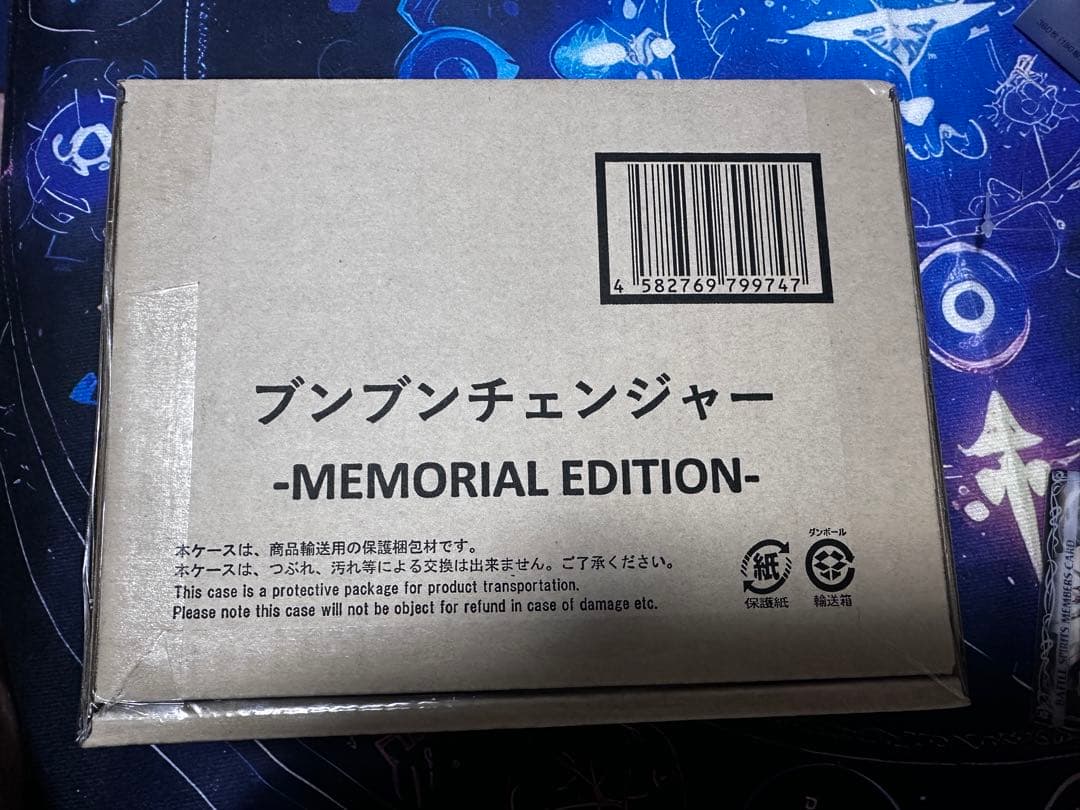 4 582769 799747
ブンブンチェンジャー
-MEMORIAL EDITION-
本ケースは、商品輸送用の保護梱包材です。
本ケースは、つぶれ、汚れ等による交換は出来ません。ご了承ください。
This case is a protective package for product transportation.
Please note this case will not be object for refund in case of damage etc.
紙
保護紙
ダンボール
輸送箱
BATTLE SPIRITS MEMBERS CARD